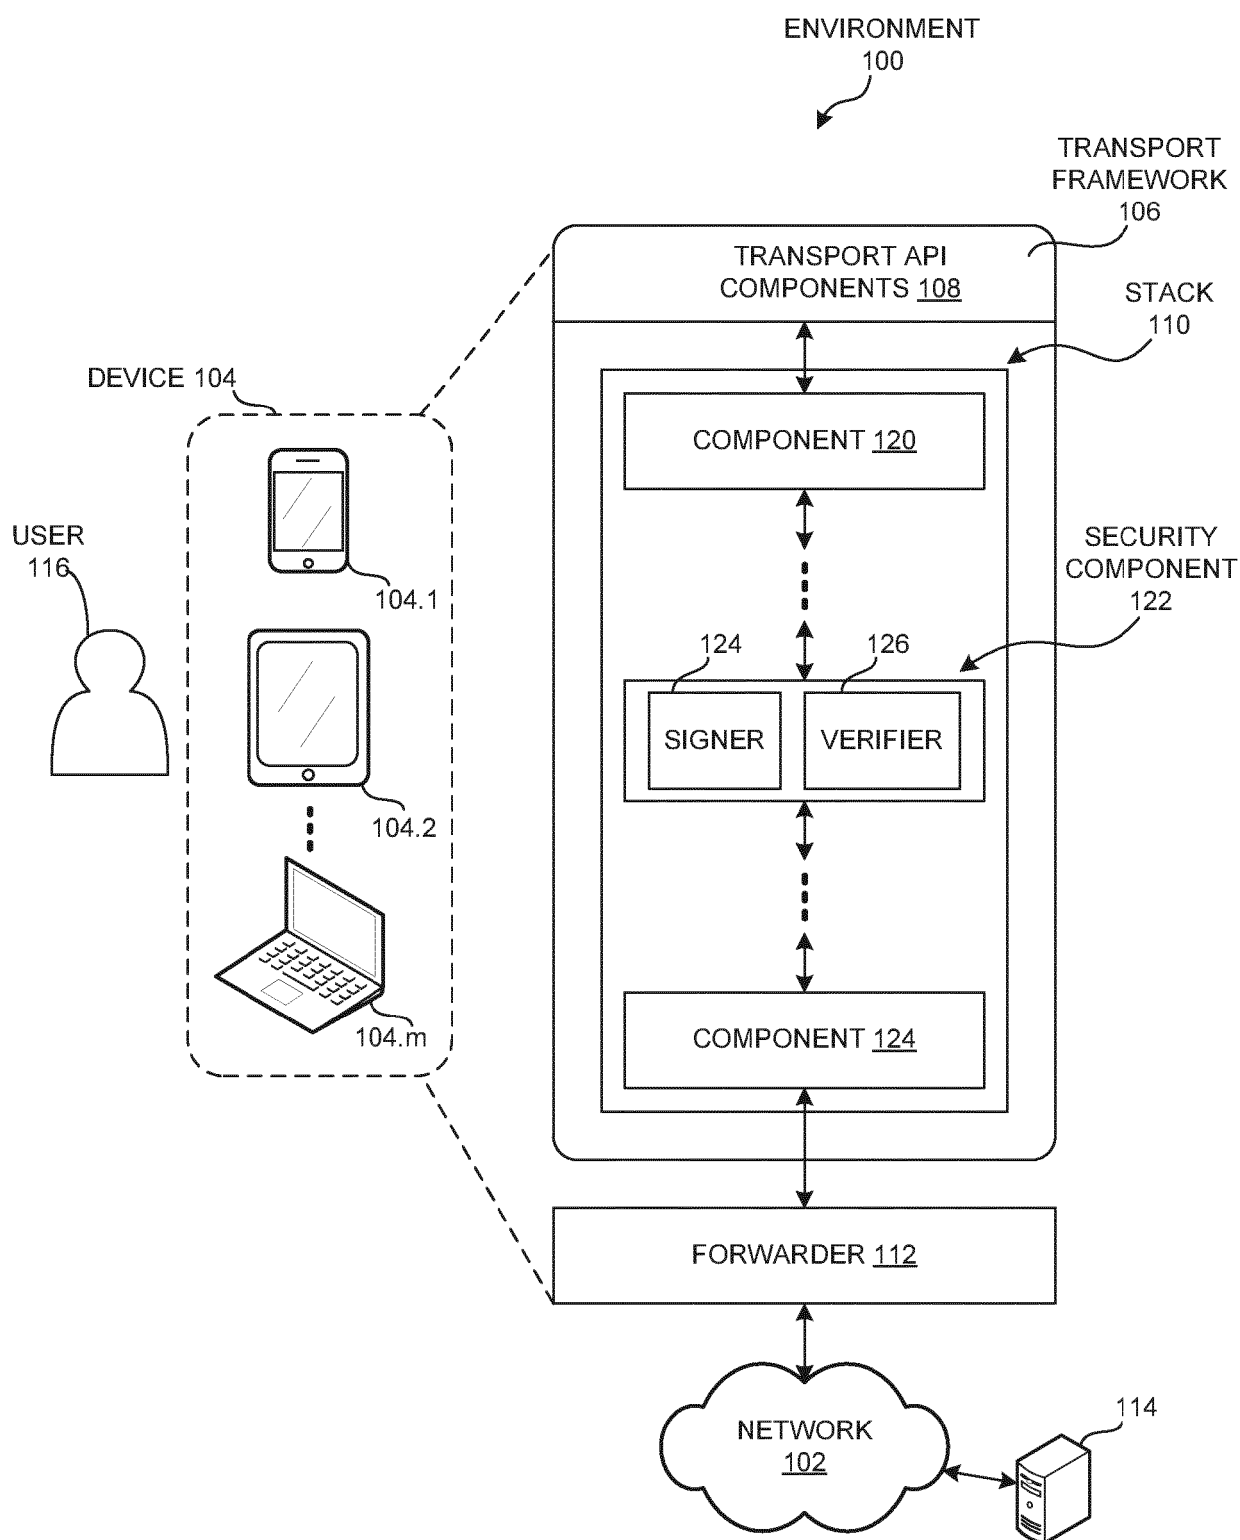 ENVIRONMENT
100
TRANSPORT
FRAMEWORK
106
TRANSPORT API
COMPONENTS 108
STACK
110
DEVICE 104
COMPONENT 120
USER
116
104.1
SECURITY
COMPONENT
122
124
126
SIGNER
VERIFIER
104.2
104.m
COMPONENT 124
FORWARDER 112
NETWORK
102
114